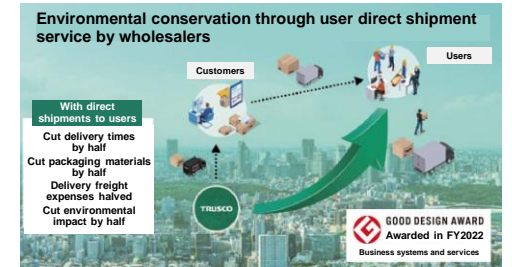 Environmental conservation through user direct shipment
service by wholesalers
Users
Customers
With direct
shipments to users
Cut delivery times
by half
Cut packaging materials
by half
Delivery freight
expenses halved
Cut environmental
impact by half
TRUSCO
GOOD DESIGN AWARD
Awarded in FY2022
Business systems and services